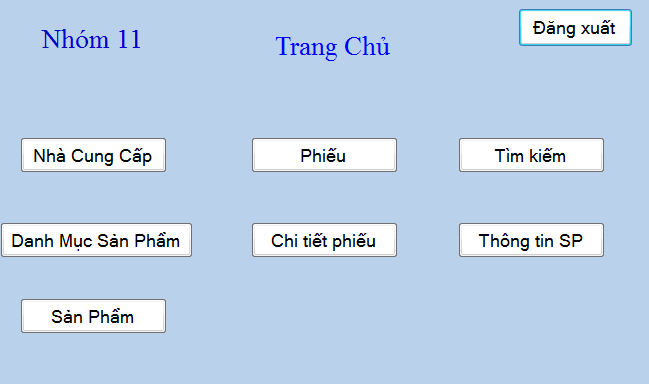 Nhóm 11
Trang Chủ
Đăng xuất
Nhà Cung Cấp
Phiếu
Tìm kiếm
Danh Mục Sản Phẩm
Chi tiết phiếu
Thông tin SP
Sản Phẩm